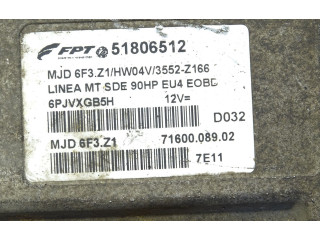 FPT 51806512
MJD 6F3.Z1/HW04V/3552-Z166
LINEA MT SDE 90HP EU4 EOBD
6PJVXGB5H 12V=
D032
MJD 6F3.Z1 71600.089.02
7E11